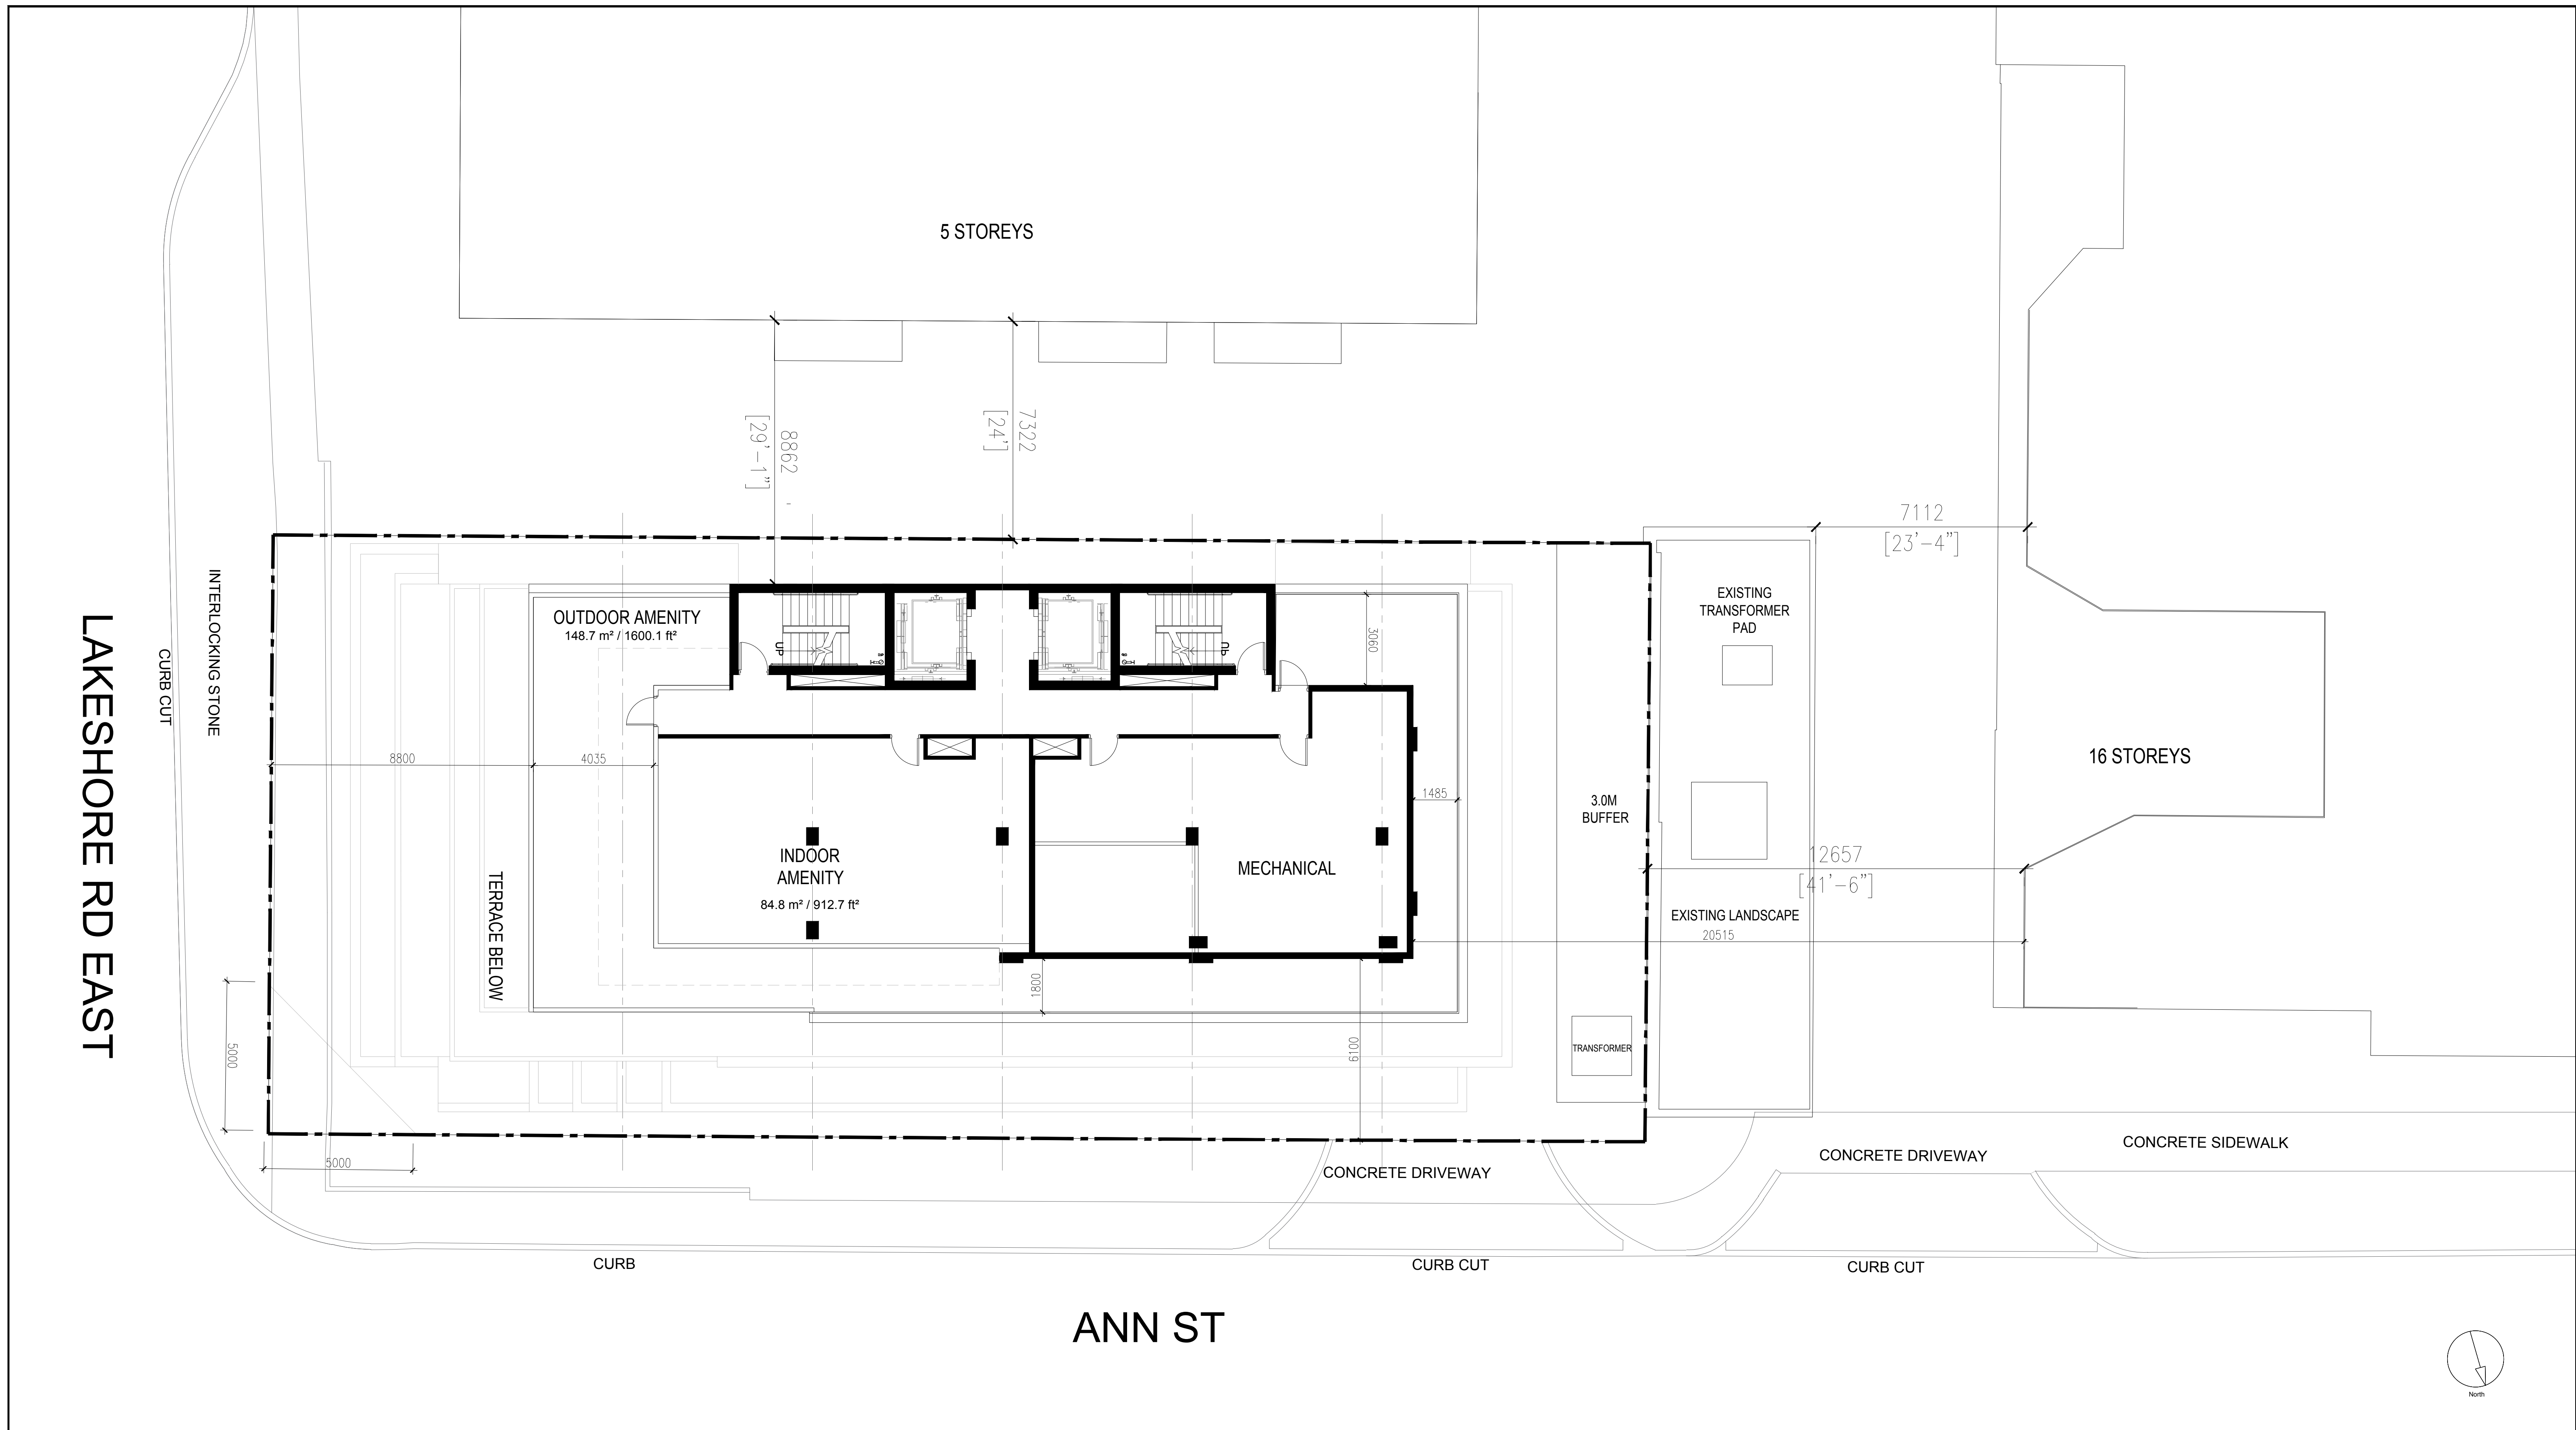 5 STOREYS
8862
[29'-1"]
7322
[24']
7112
[23'-4"]
LAKESHORE RD EAST
CURB CUT
INTERLOCKING STONE
OUTDOOR AMENITY
148.7 m² / 1600.1 ft²
UP
UP
3060
EXISTING
TRANSFORMER
PAD
8800
4035
1485
16 STOREYS
3.0M
BUFFER
INDOOR
AMENITY
84.8 m² / 912.7 ft²
MECHANICAL
12657
[41'-6"]
EXISTING LANDSCAPE
20515
TERRACE BELOW
1800
6100
5000
5000
TRANSFORMER
CONCRETE DRIVEWAY
CONCRETE DRIVEWAY
CONCRETE SIDEWALK
CURB
CURB CUT
CURB CUT
ANN ST
North